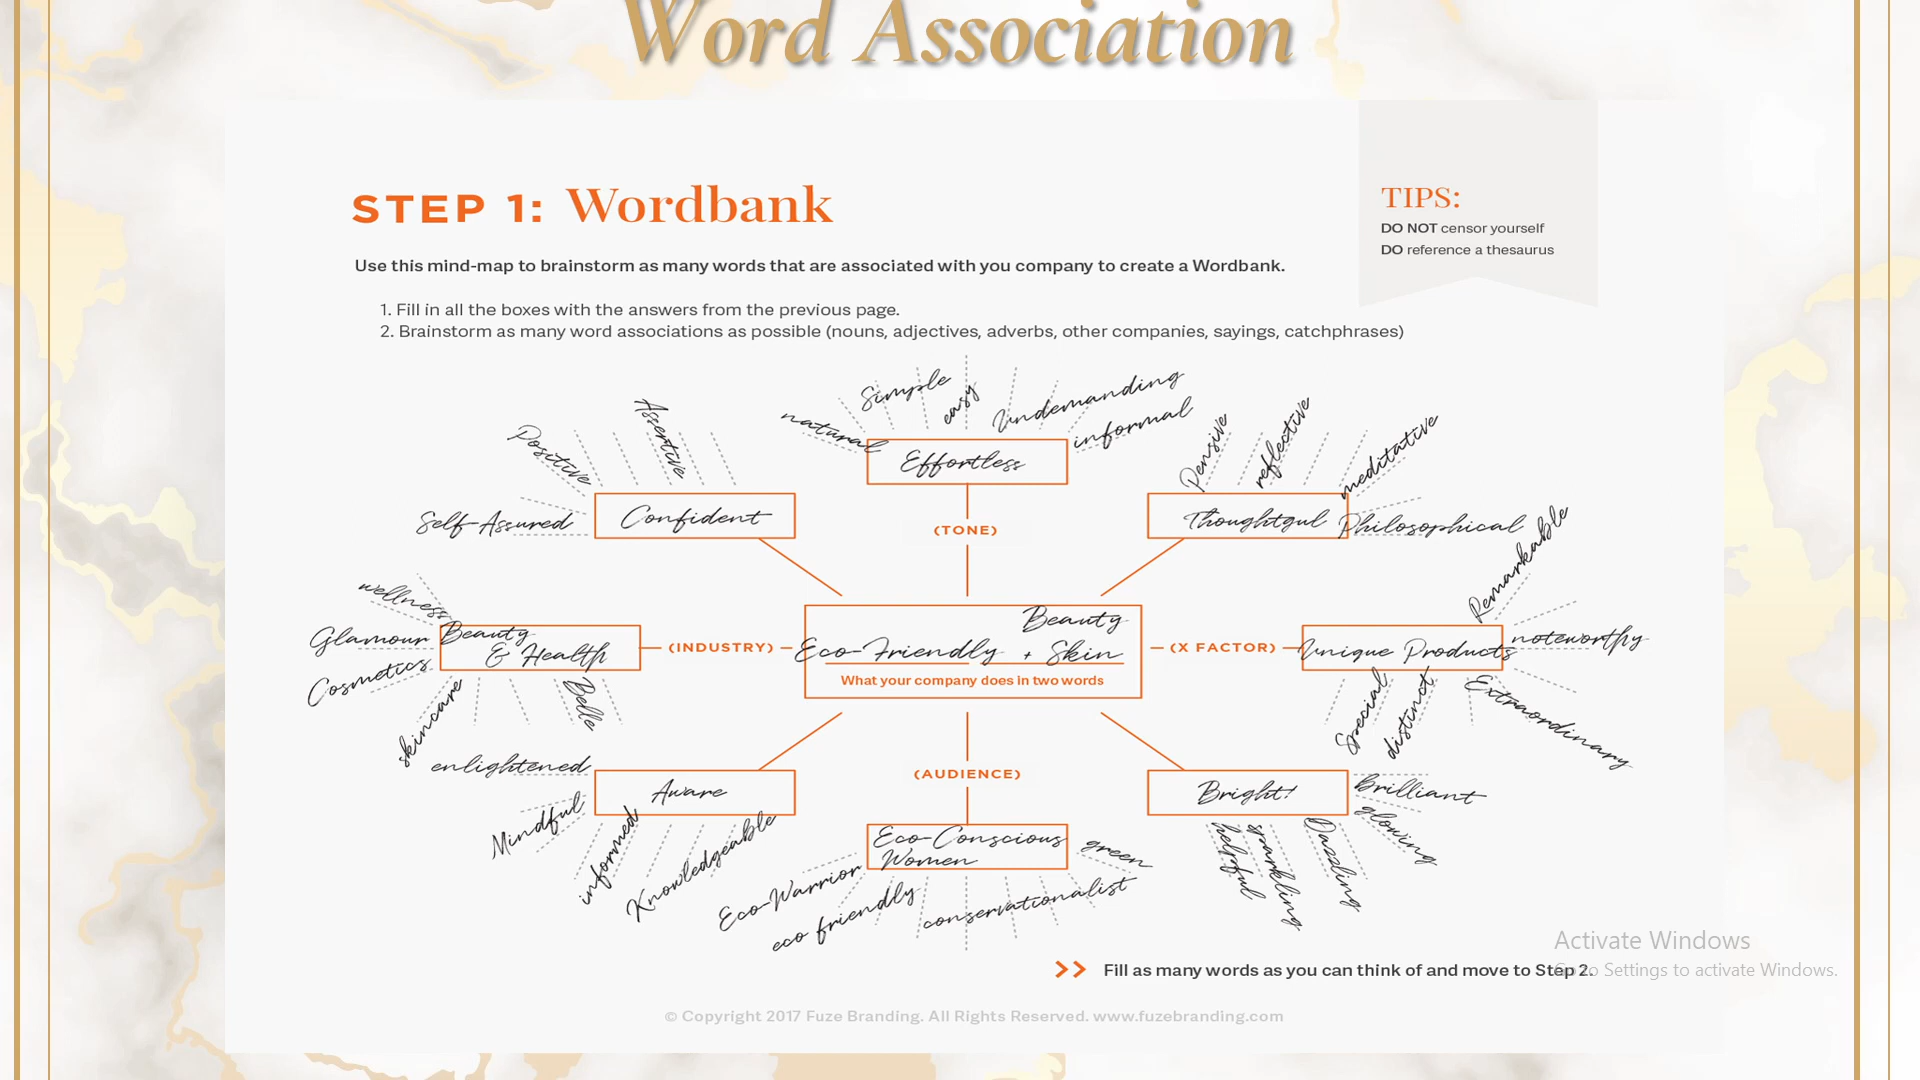 Word Association
STEP 1: Wordbank
TIPS:
DO NOT censor yourself
DO reference a thesaurus
Use this mind-map to brainstorm as many words that are associated with you company to create a Wordbank.
1. Fill in all the boxes with the answers from the previous page.
2. Brainstorm as many word associations as possible (nouns, adjectives, adverbs, other companies, sayings, catchphrases)
Self-Assured
Positive
Assertive
Confident
natural
Simple
easy
Undemanding
informal
Effortless
(TONE)
Pensive
reflective
meditative
Philosophical
Thoughtgul
wellness
Glamour
Cosmetics
skincare
Belle
Beauty
& Health
(INDUSTRY)
Beauty
Eco-Friendly + Skin
What your company does in two words
(X FACTOR)
Unique Products
Remarkable
noteworthy
Extraordinary
distinct
Special
enlightened
Mindful
informed
Knowledgeable
Aware
(AUDIENCE)
Eco-Conscious
Women
Eco-Warrior
eco friendly
conservationalist
green
Bright!
Brilliant
glowing
Dazzling
sparkling
helpful
>> Fill as many words as you can think of and move to Step 2.
Activate Windows
Go to Settings to activate Windows.
© Copyright 2017 Fuze Branding. All Rights Reserved. www.fuzebranding.com